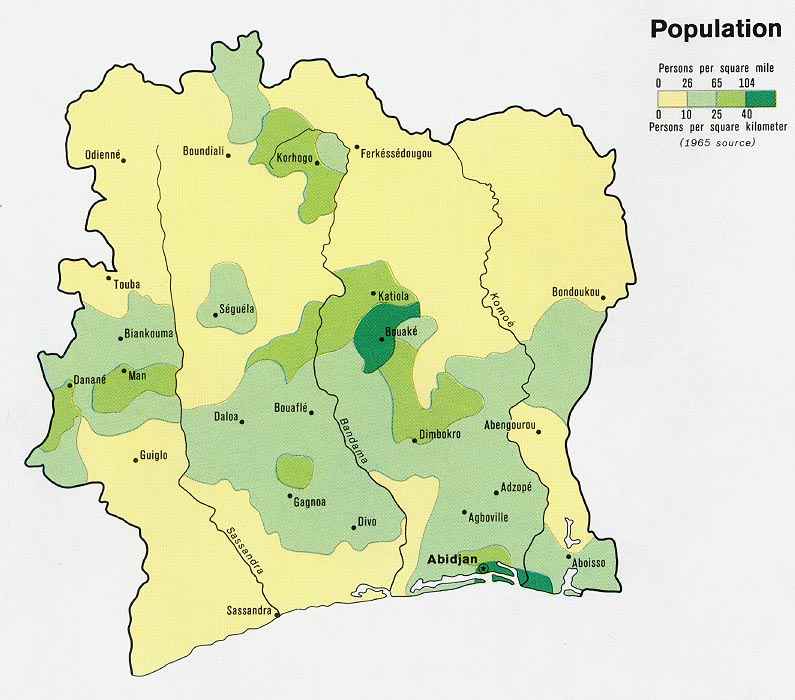 Population
Persons per square mile
0 26 65 104
0 10 25 40
Persons per square kilometer
(1965 source)
Odienné
Boundiali
Korhogo
Ferkéssédougou
Touba
Séguéla
Katiola
Komoé
Bondoukou
Biankouma
Bouaké
Man
Danané
Daloa
Bouaflé
Bandama
Dimbokro
Abengourou
Guiglo
Gagnoa
Adzopé
Agboville
Divo
Sassandra
Abidjan
Aboisso
Sassandra